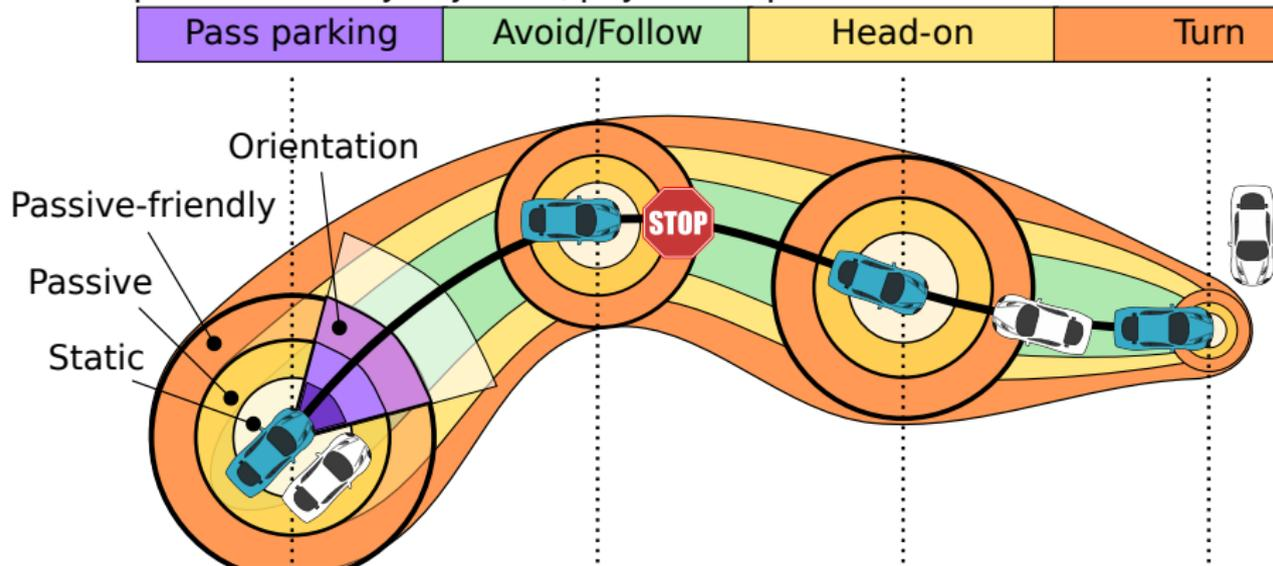 Pass parking
Avoid/Follow
Head-on
Turn
Orientation
Passive-friendly
STOP
Passive
Static